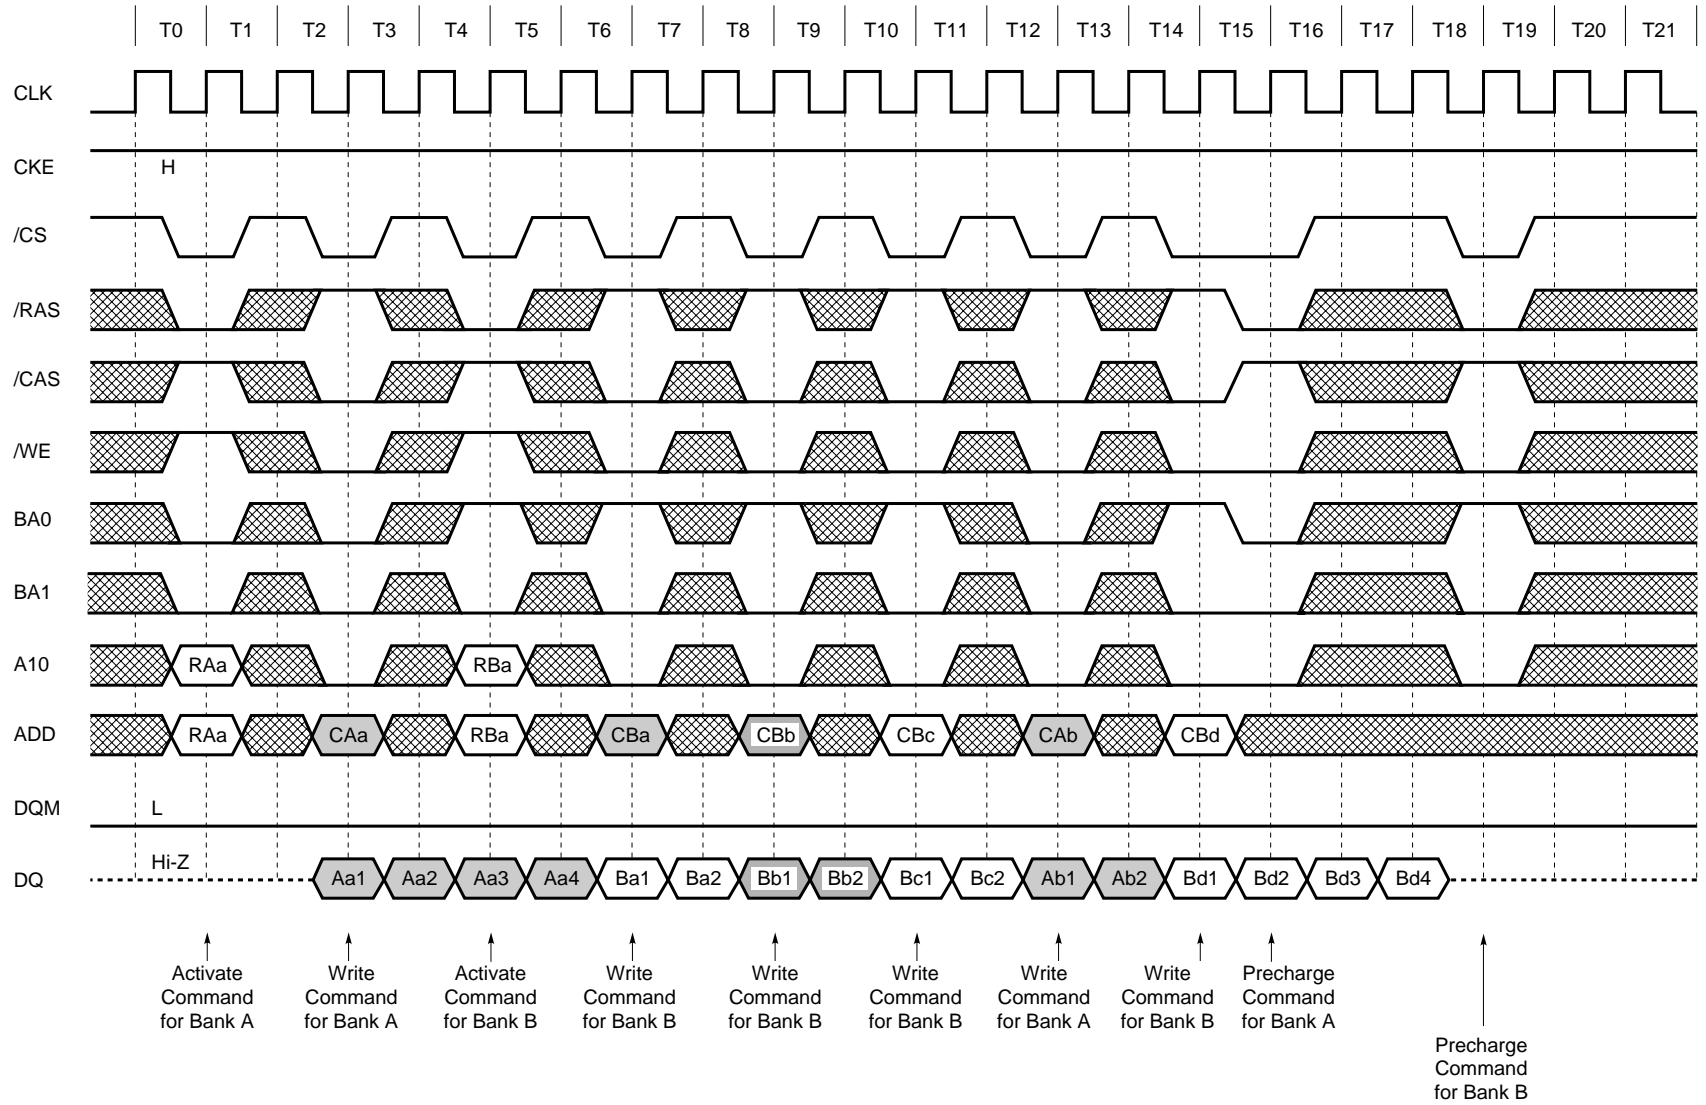 T0 T1 T2 T3 T4 T5 T6 T7 T8 T9 T10 T11 T12 T13 T14 T15 T16 T17 T18 T19 T20 T21
CLK
CKE H
/CS
/RAS
/CAS
/WE
BA0
BA1
A10 RAa RBa
ADD RAa CAa RBa CBa CBb CBc CAb CBd
DQM L
DQ Hi-Z Aa1 Aa2 Aa3 Aa4 Ba1 Ba2 Bb1 Bb2 Bc1 Bc2 Ab1 Ab2 Bd1 Bd2 Bd3 Bd4
Activate
Command
for Bank A
Write
Command
for Bank A
Activate
Command
for Bank B
Write
Command
for Bank B
Write
Command
for Bank B
Write
Command
for Bank B
Write
Command
for Bank A
Write
Command
for Bank B
Precharge
Command
for Bank A
Precharge
Command
for Bank B